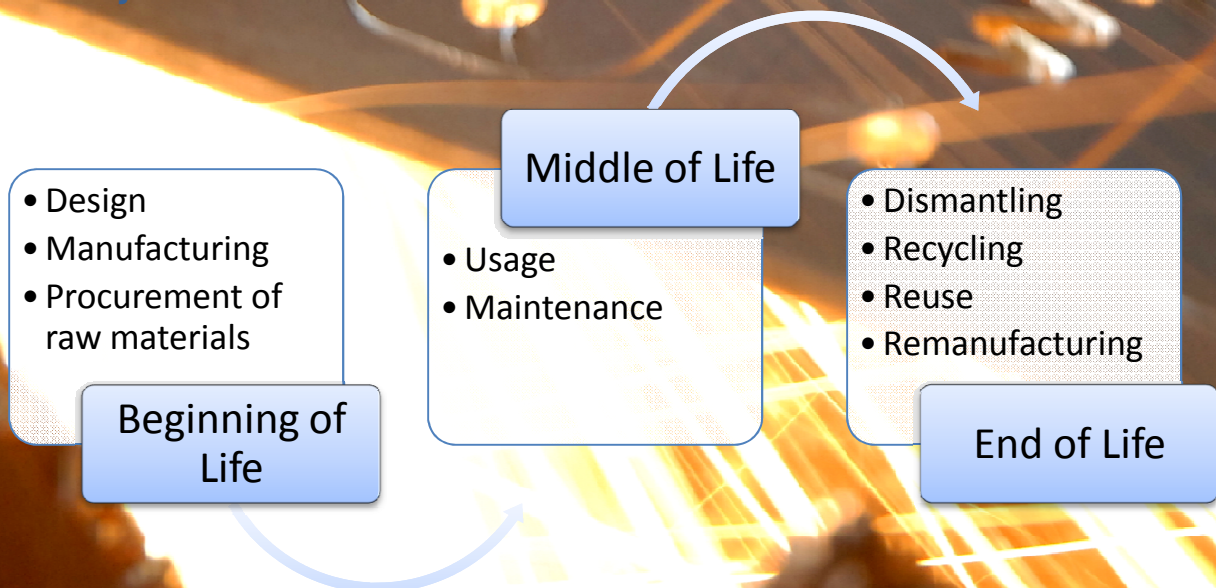 • Design
• Manufacturing
• Procurement of
raw materials
Beginning of
Life
Middle of Life
• Usage
• Maintenance
• Dismantling
• Recycling
• Reuse
• Remanufacturing
End of Life